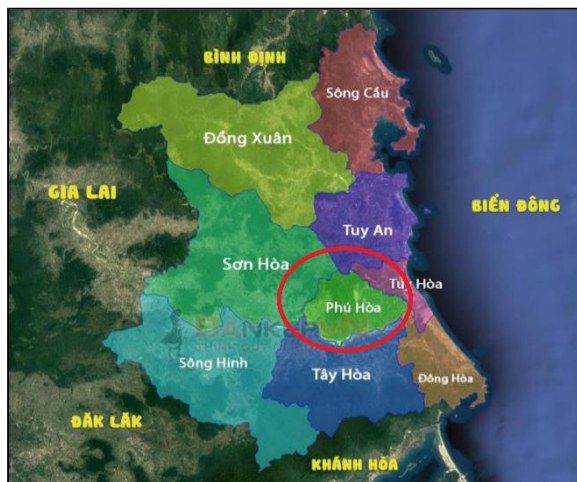 BÌNH ĐỊNH
Sông Cầu
Đồng Xuân
GIA LAI
BIỂN ĐÔNG
Tuy An
Sơn Hòa
Tuy Hòa
Phú Hòa
Sông Hinh
Tây Hòa
Đông Hòa
ĐĂK LĂK
KHÁNH HÒA